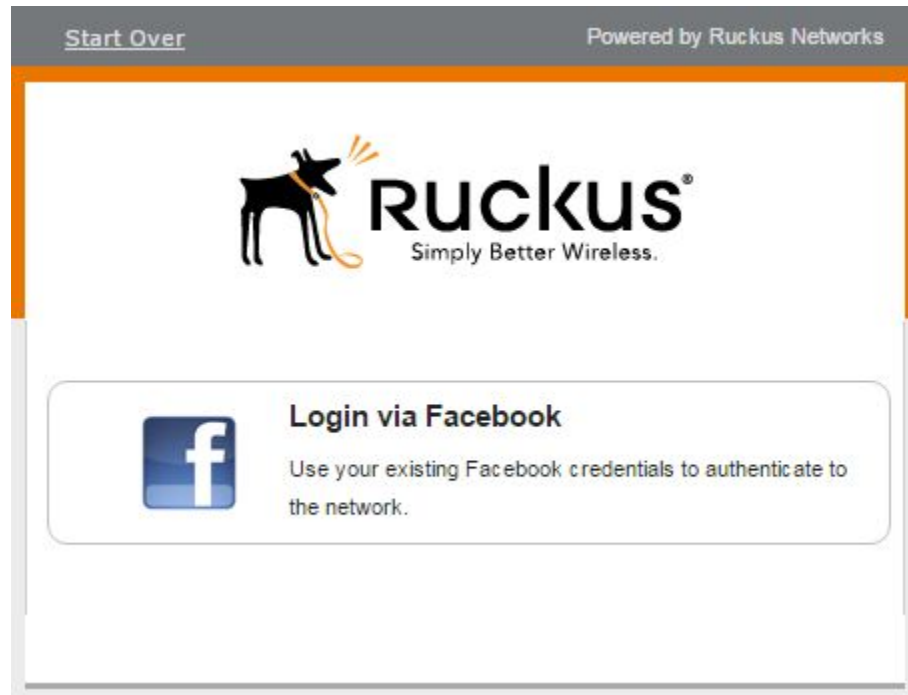 Start Over
Powered by Ruckus Networks
Ruckus®
Simply Better Wireless.
f
Login via Facebook
Use your existing Facebook credentials to authenticate to
the network.